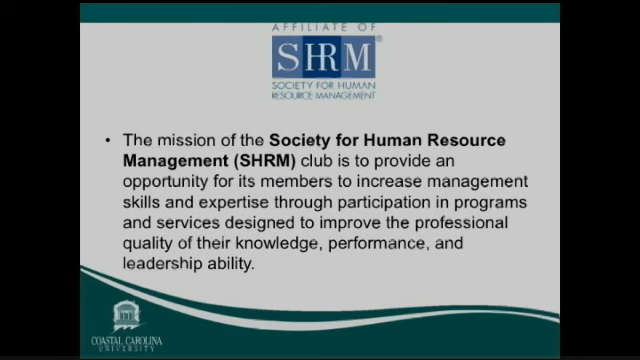 AFFILIATE OF
SHRM®
SOCIETY FOR HUMAN
RESOURCE MANAGEMENT
• The mission of the Society for Human Resource
Management (SHRM) club is to provide an
opportunity for its members to increase management
skills and expertise through participation in programs
and services designed to improve the professional
quality of their knowledge, performance, and
leadership ability.
COASTAL CAROLINA
UNIVERSITY